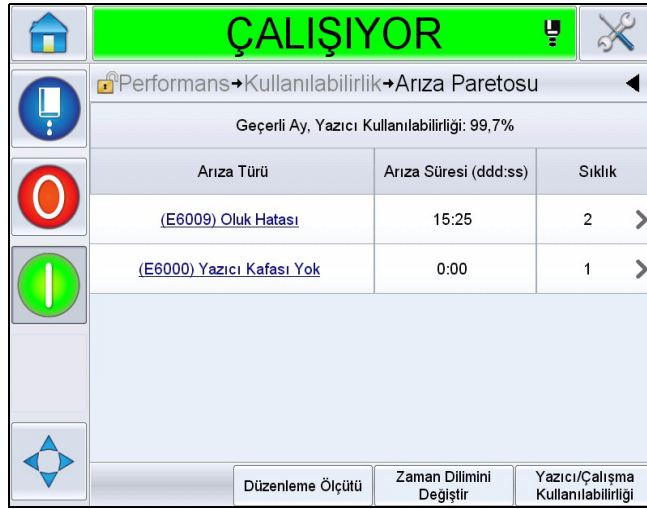 ÇALIŞIYOR
Performans→Kullanılabilirlik→Arıza Paretosu
Geçerli Ay, Yazıcı Kullanılabilirliği: 99,7%
Arıza Türü Arıza Süresi (ddd:ss) Sıklık
(E6009) Oluk Hatası 15:25 2
(E6000) Yazıcı Kafası Yok 0:00 1
Düzenleme Ölçütü
Zaman Dilimini
Değiştir
Yazıcı/Çalışma
Kullanılabilirliği